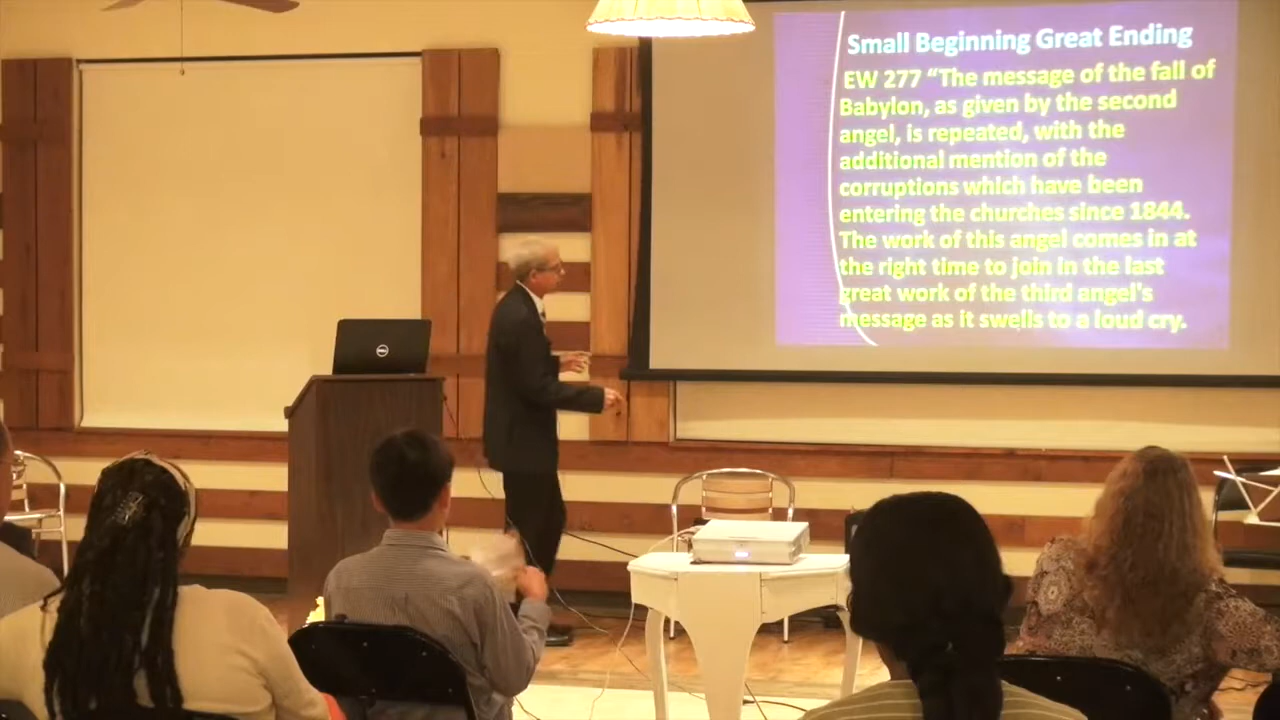 Small Beginning Great Ending
EW 277 “The message of the fall of
Babylon, as given by the second
angel, is repeated, with the
additional mention of the
corruptions which have been
entering the churches since 1844.
The work of this angel comes in at
the right time to join in the last
great work of the third angel's
message as it swells to a loud cry.
DELL